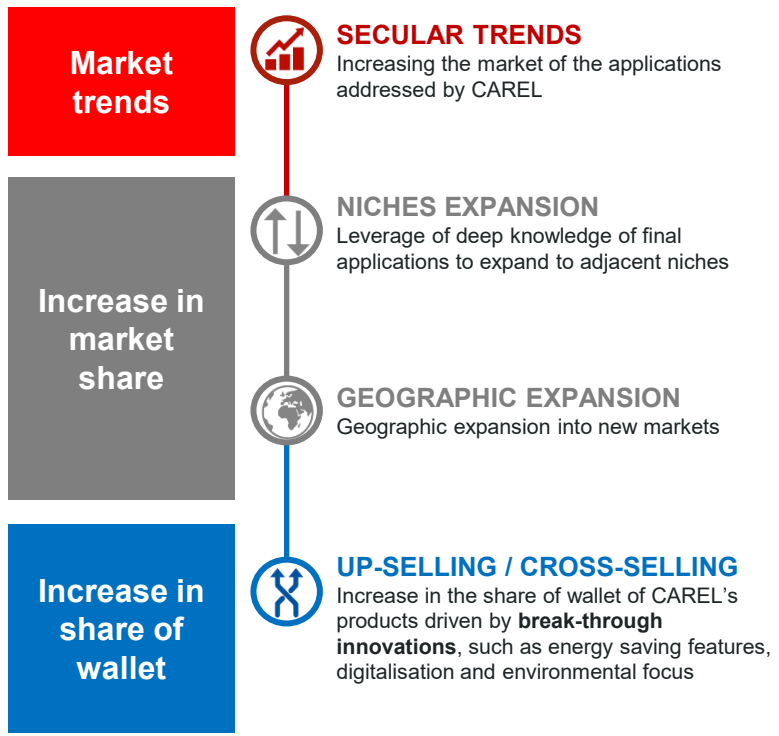 Market
trends
SECULAR TRENDS
Increasing the market of the applications
addressed by CAREL
Increase in
market
share
NICHES EXPANSION
Leverage of deep knowledge of final
applications to expand to adjacent niches
GEOGRAPHIC EXPANSION
Geographic expansion into new markets
Increase in
share of
wallet
UP-SELLING / CROSS-SELLING
Increase in the share of wallet of CAREL’s
products driven by break-through
innovations, such as energy saving features,
digitalisation and environmental focus